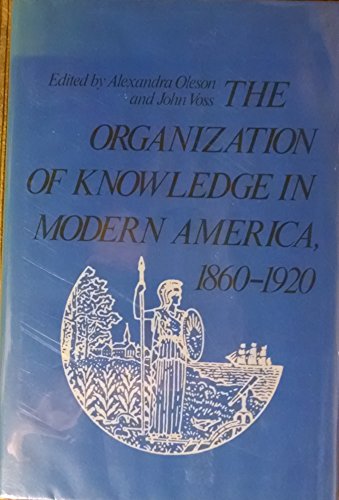 Edited by Alexandra Oleson
and John Voss THE
ORGANIZATION
OF KNOWLEDGE IN
MODERN AMERICA,
1860-1920